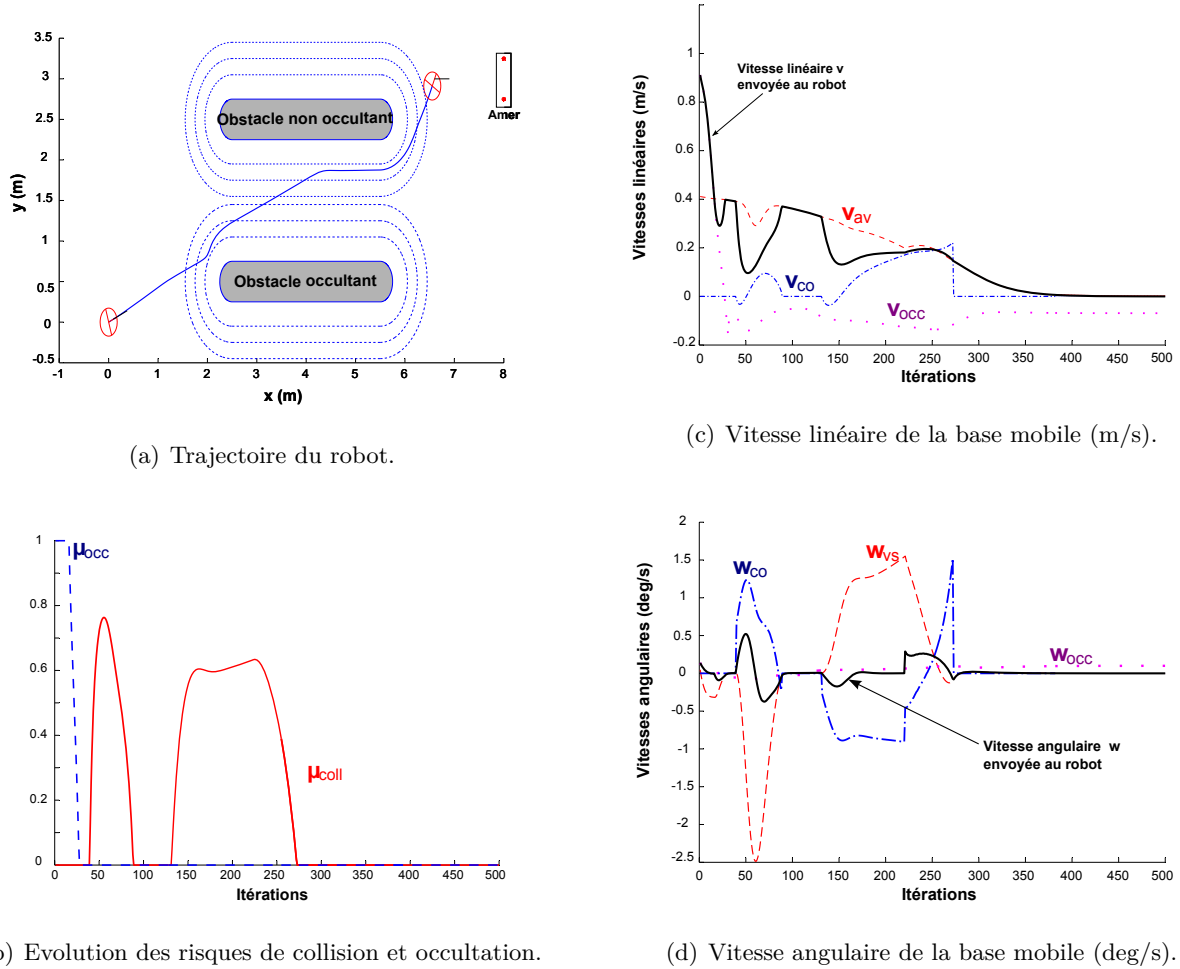 3.5
3
2.5
2
1.5
1
0.5
0
-0.5
y (m)
-1
0
1
2
3
4
5
6
7
8
x (m)
Obstacle non occultant
Obstacle occultant
Amer
(a) Trajectoire du robot.
1
0.8
0.6
0.4
0.2
0
-0.2
Vitesses linéaires (m/s)
Vitesse linéaire v
envoyée au robot
vav
vco
vocc
0
50
100
150
200
250
300
350
400
450
500
Itérations
(c) Vitesse linéaire de la base mobile (m/s).
1
0.8
0.6
0.4
0.2
0
μocc
μcoll
0
50
100
150
200
250
300
350
400
450
500
Itérations
) Evolution des risques de collision et occultation.
2
1.5
1
0.5
0
-0.5
-1
-1.5
-2
-2.5
Vitesses angulaires (deg/s)
wco
wvs
wocc
Vitesse angulaire w
envoyée au robot
0
50
100
150
200
250
300
350
400
450
500
Itérations
(d) Vitesse angulaire de la base mobile (deg/s).